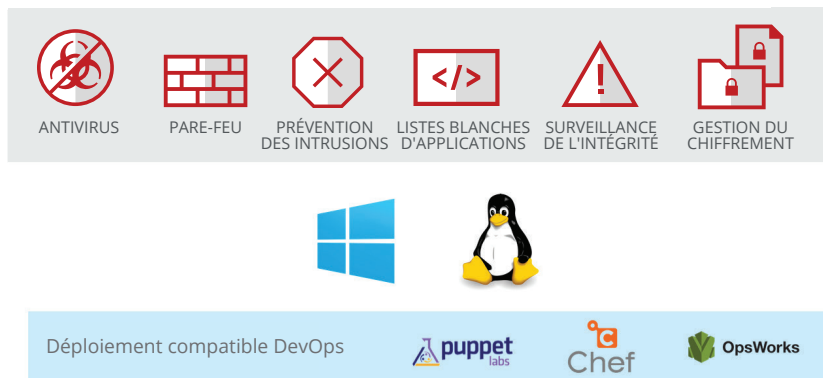 </>
!
ANTIVIRUS
PARE-FEU
PRÉVENTION
DES INTRUSIONS
LISTES BLANCHES
D'APPLICATIONS
SURVEILLANCE
DE L'INTÉGRITÉ
GESTION DU
CHIFFREMENT
Déploiement compatible DevOps
puppet
labs
°C
Chef
OpsWorks